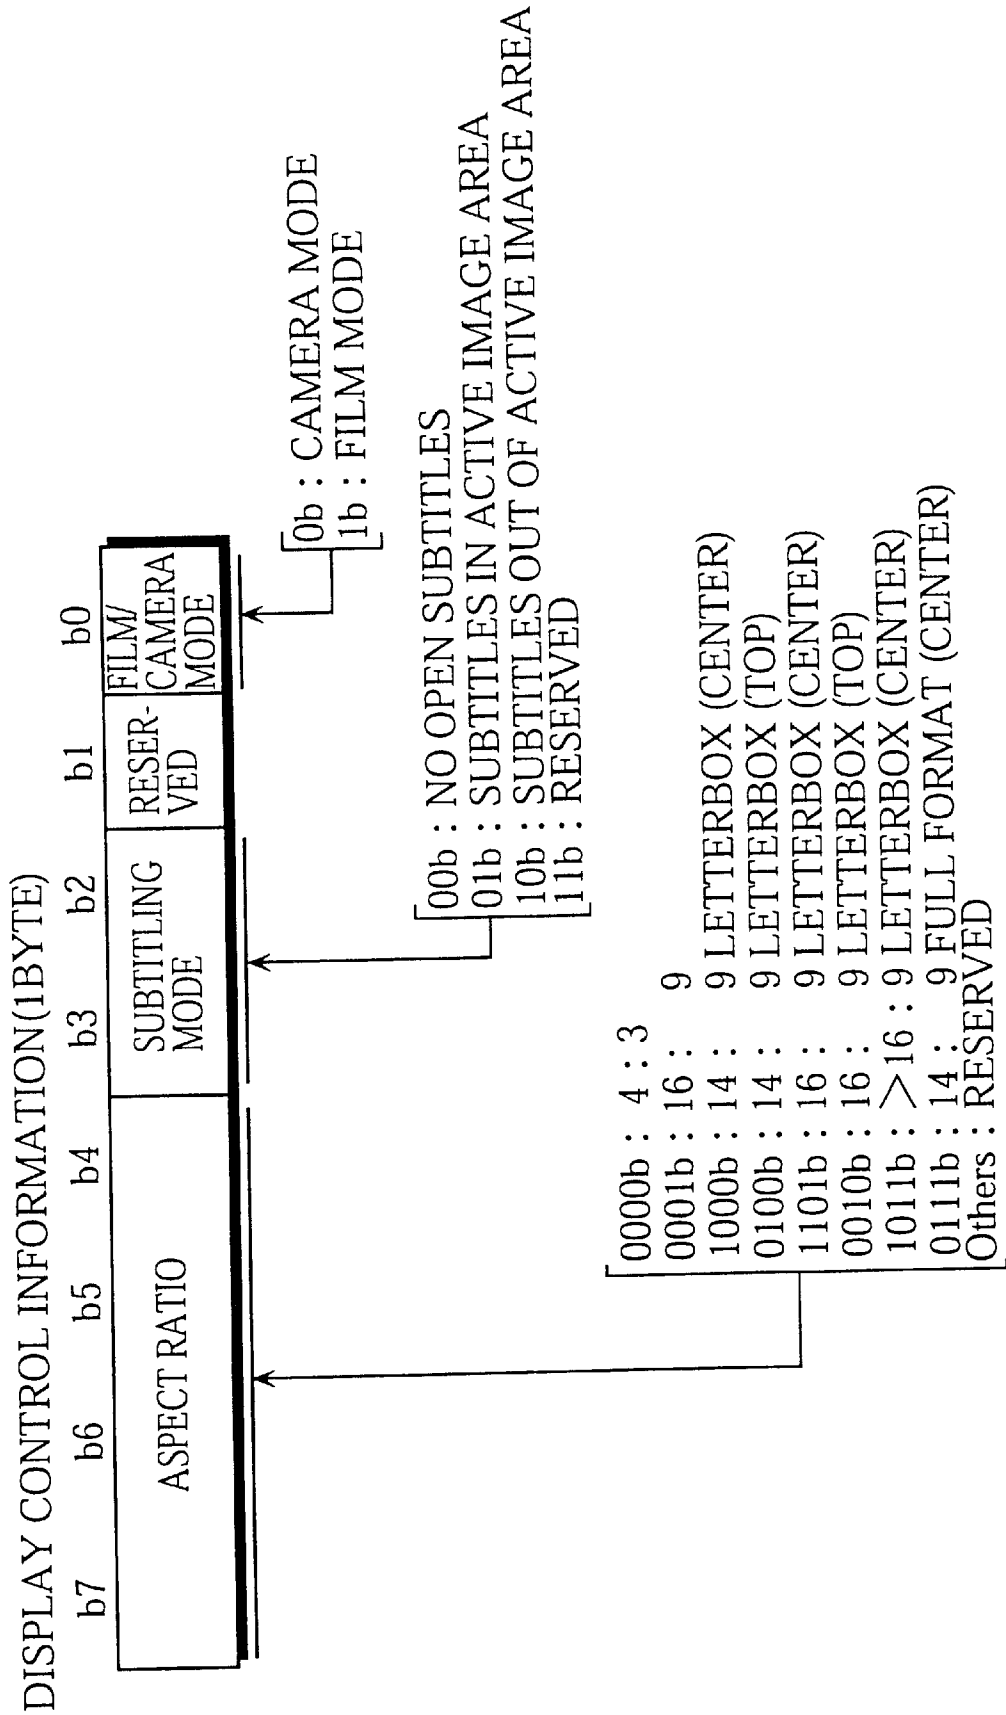 DISPLAY CONTROL INFORMATION(1BYTE)
b7 b6 b5 b4 b3 b2 b1 b0
ASPECT RATIO
SUBTITLING
MODE
RESER-
VED
FILM/
CAMERA
MODE
0b : CAMERA MODE
1b : FILM MODE
00b : NO OPEN SUBTITLES
01b : SUBTITLES IN ACTIVE IMAGE AREA
10b : SUBTITLES OUT OF ACTIVE IMAGE AREA
11b : RESERVED
0000b : 4 : 3
0001b : 16 : 9
1000b : 14 : 9 LETTERBOX (CENTER)
0100b : 14 : 9 LETTERBOX (TOP)
1101b : 16 : 9 LETTERBOX (CENTER)
0010b : 16 : 9 LETTERBOX (TOP)
1011b : >16 : 9 LETTERBOX (CENTER)
0111b : 14 : 9 FULL FORMAT (CENTER)
Others : RESERVED